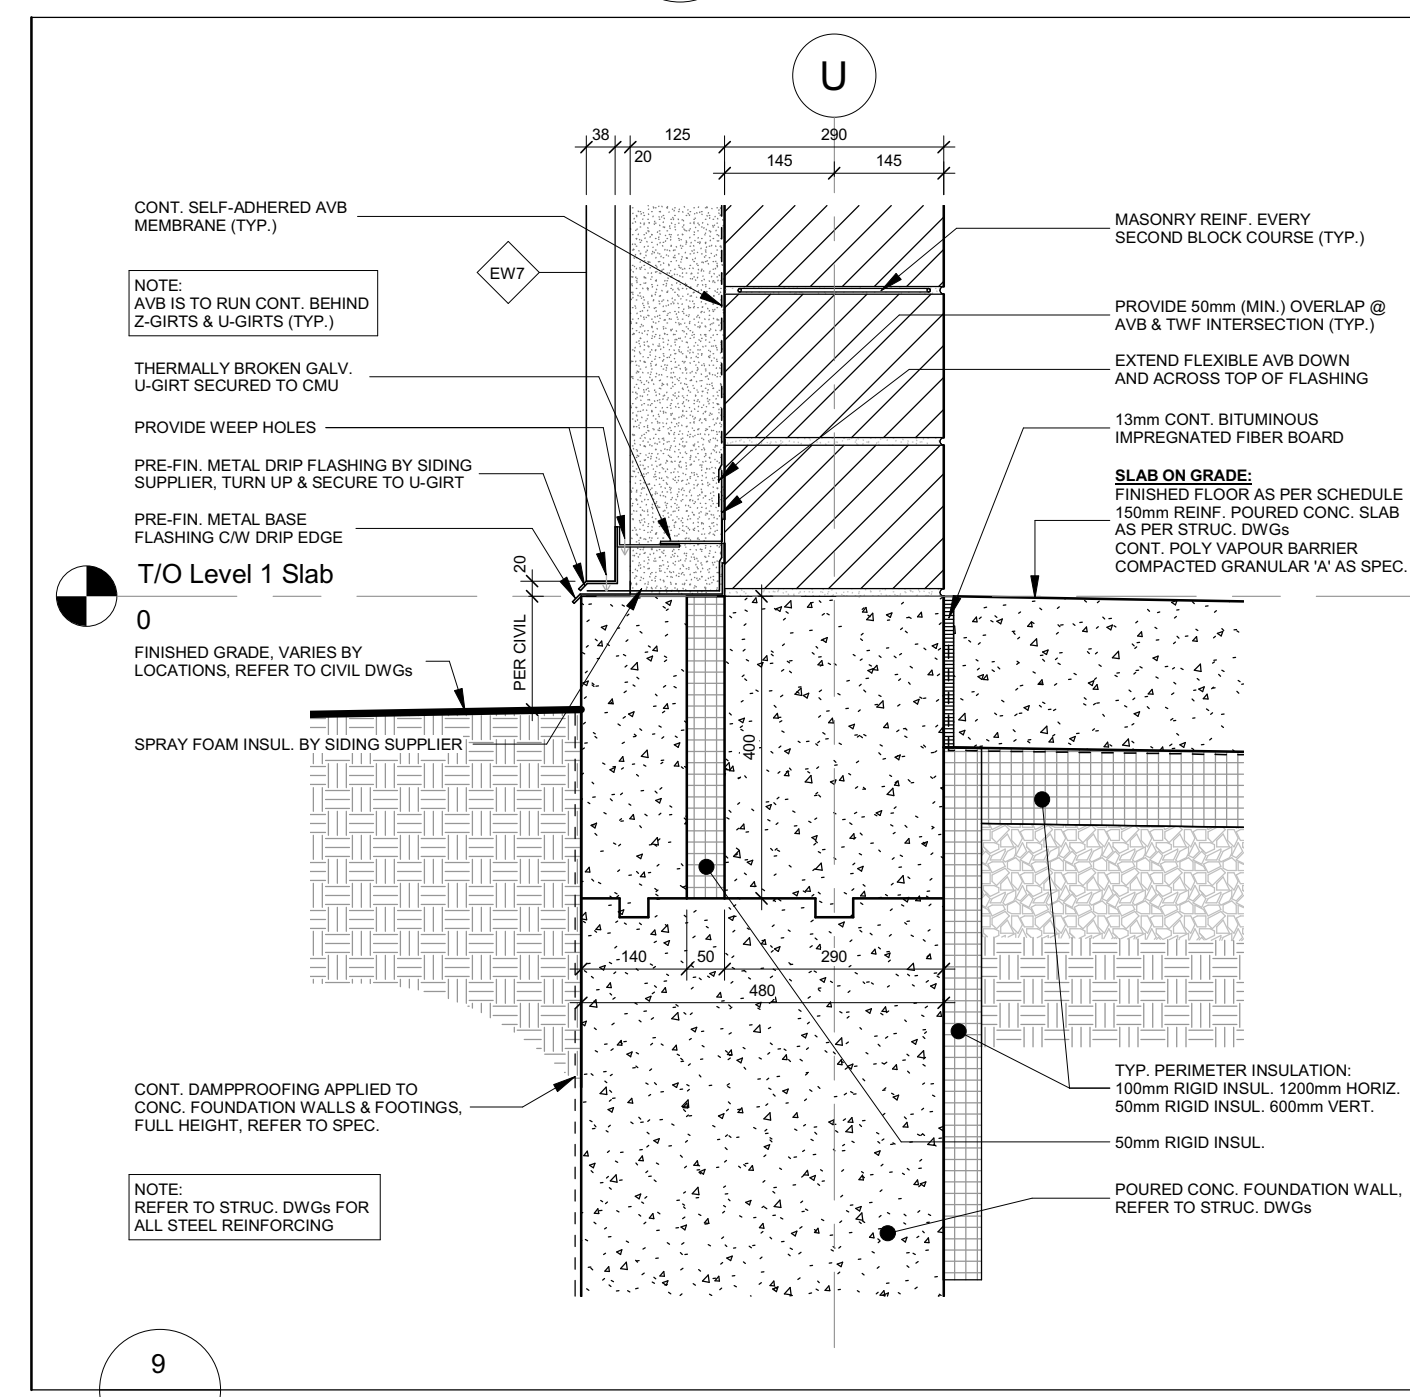 U
38
125
290
20
145
145
CONT. SELF-ADHERED AVB
MEMBRANE (TYP.)
EW7
NOTE:
AVB IS TO RUN CONT. BEHIND
Z-GIRTS & U-GIRTS (TYP.)
THERMALLY BROKEN GALV.
U-GIRT SECURED TO CMU
PROVIDE WEEP HOLES
PRE-FIN. METAL DRIP FLASHING BY SIDING
SUPPLIER, TURN UP & SECURE TO U-GIRT
PRE-FIN. METAL BASE
FLASHING C/W DRIP EDGE
T/O Level 1 Slab
0
20
PER CIVIL
FINISHED GRADE, VARIES BY
LOCATIONS, REFER TO CIVIL DWGs
SPRAY FOAM INSUL. BY SIDING SUPPLIER
MASONRY REINF. EVERY
SECOND BLOCK COURSE (TYP.)
PROVIDE 50mm (MIN.) OVERLAP @
AVB & TWF INTERSECTION (TYP.)
EXTEND FLEXIBLE AVB DOWN
AND ACROSS TOP OF FLASHING
13mm CONT. BITUMINOUS
IMPREGNATED FIBER BOARD
SLAB ON GRADE:
FINISHED FLOOR AS PER SCHEDULE
150mm REINF. POURED CONC. SLAB
AS PER STRUC. DWGs
CONT. POLY VAPOUR BARRIER
COMPACTED GRANULAR 'A' AS SPEC.
400
140
50
290
480
CONT. DAMPPROOFING APPLIED TO
CONC. FOUNDATION WALLS & FOOTINGS,
FULL HEIGHT, REFER TO SPEC.
NOTE:
REFER TO STRUC. DWGs FOR
ALL STEEL REINFORCING
TYP. PERIMETER INSULATION:
100mm RIGID INSUL. 1200mm HORIZ.
50mm RIGID INSUL. 600mm VERT.
50mm RIGID INSUL.
POURED CONC. FOUNDATION WALL,
REFER TO STRUC. DWGs
9